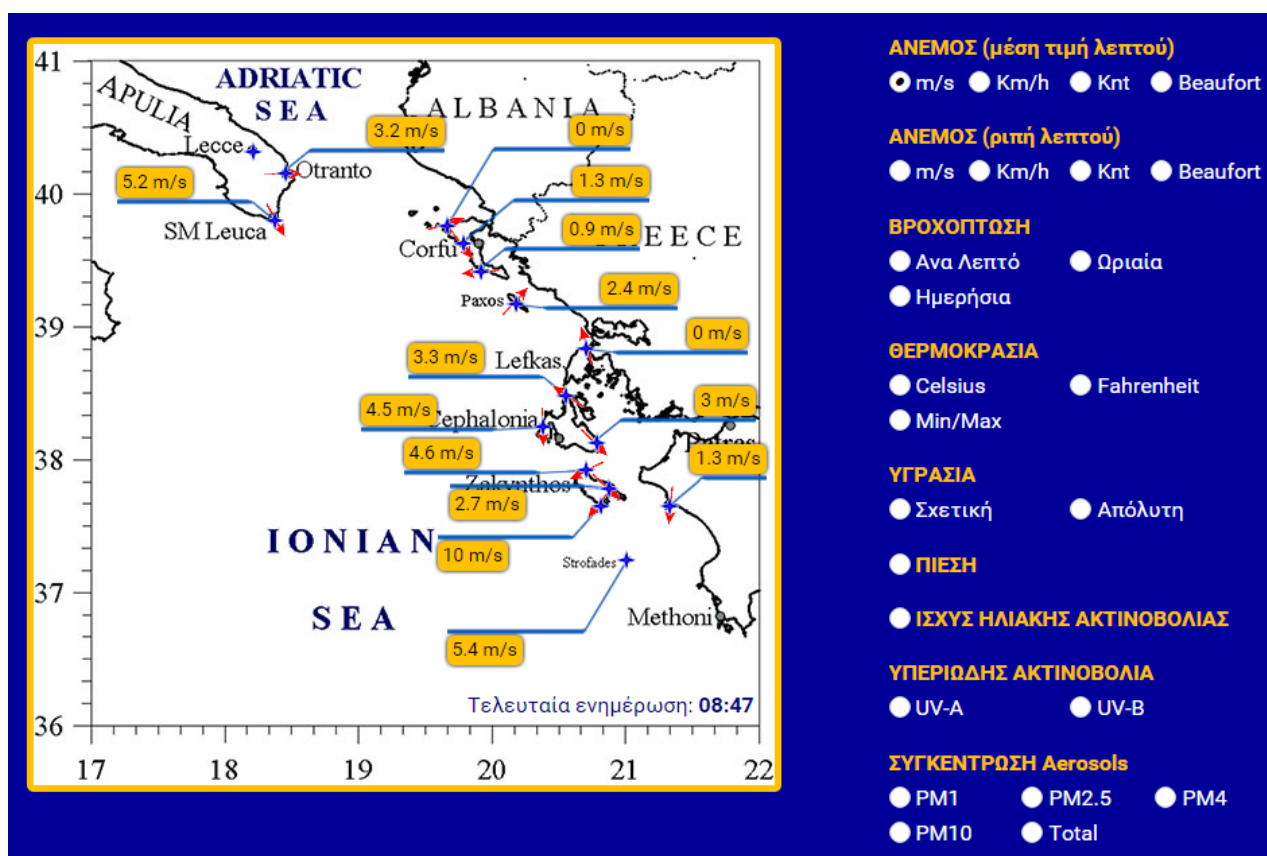 41
40
39
38
37
36
17
18
19
20
21
22
ADRIATIC
SEA
APULIA
ALBANIA
Lecce
3.2 m/s
0 m/s
Otranto
5.2 m/s
1.3 m/s
SM Leuca
0.9 m/s
Corfu
GREECE
2.4 m/s
Paxos
0 m/s
3.3 m/s
Lefkas
3 m/s
4.5 m/s
Cephalonia
Patras
4.6 m/s
1.3 m/s
Zakynthos
2.7 m/s
IONIAN
10 m/s
Strofades
SEA
Methoni
5.4 m/s
Τελευταία ενημέρωση: 08:47
ΑΝΕΜΟΣ (μέση τιμή λεπτού)
m/s Km/h Knt Beaufort
ΑΝΕΜΟΣ (ριπή λεπτού)
m/s Km/h Knt Beaufort
ΒΡΟΧΟΠΤΩΣΗ
Ανα Λεπτό Ωριαία
Ημερήσια
ΘΕΡΜΟΚΡΑΣΙΑ
Celsius Fahrenheit
Min/Max
ΥΓΡΑΣΙΑ
Σχετική Απόλυτη
ΠΙΕΣΗ
ΙΣΧΥΣ ΗΛΙΑΚΗΣ ΑΚΤΙΝΟΒΟΛΙΑΣ
ΥΠΕΡΙΩΔΗΣ ΑΚΤΙΝΟΒΟΛΙΑ
UV-A UV-B
ΣΥΓΚΕΝΤΡΩΣΗ Aerosols
PM1 PM2.5 PM4
PM10 Total